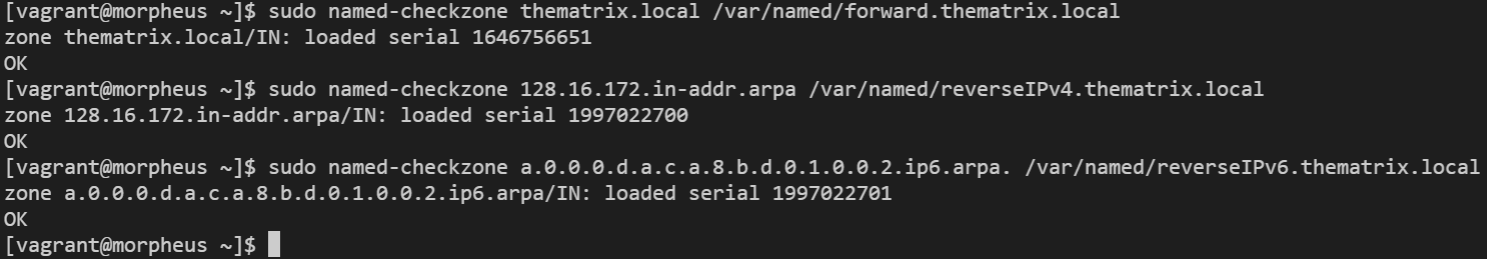 [vagrant@morpheus ~]$ sudo named-checkzone thematrix.local /var/named/forward.thematrix.local
zone thematrix.local/IN: loaded serial 1646756651
OK
[vagrant@morpheus ~]$ sudo named-checkzone 128.16.172.in-addr.arpa /var/named/reverseIPv4.thematrix.local
zone 128.16.172.in-addr.arpa/IN: loaded serial 1997022700
OK
[vagrant@morpheus ~]$ sudo named-checkzone a.0.0.0.d.a.c.a.8.b.d.0.1.0.0.2.ip6.arpa. /var/named/reverseIPv6.thematrix.local
zone a.0.0.0.d.a.c.a.8.b.d.0.1.0.0.2.ip6.arpa/IN: loaded serial 1997022701
OK
[vagrant@morpheus ~]$